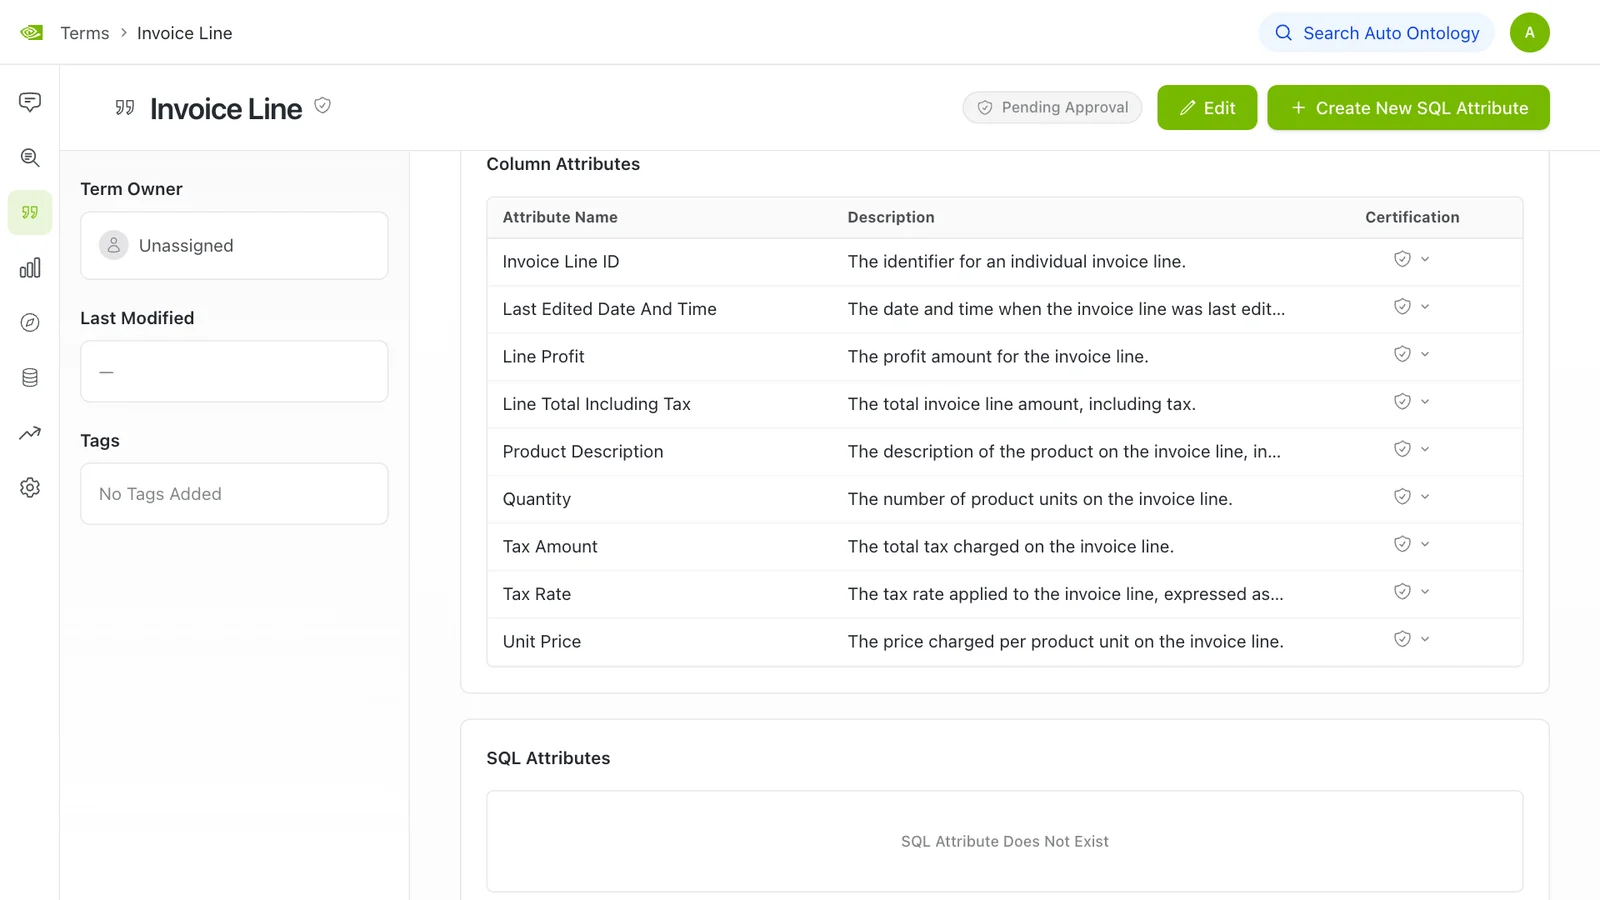 Terms > Invoice Line
Search Auto Ontology
A
Invoice Line
Pending Approval
Edit
+ Create New SQL Attribute
Term Owner
Unassigned
Last Modified
—
Tags
No Tags Added
Column Attributes
Attribute Name Description Certification
Invoice Line ID The identifier for an individual invoice line.
Last Edited Date And Time The date and time when the invoice line was last edit...
Line Profit The profit amount for the invoice line.
Line Total Including Tax The total invoice line amount, including tax.
Product Description The description of the product on the invoice line, in...
Quantity The number of product units on the invoice line.
Tax Amount The total tax charged on the invoice line.
Tax Rate The tax rate applied to the invoice line, expressed as...
Unit Price The price charged per product unit on the invoice line.
SQL Attributes
SQL Attribute Does Not Exist